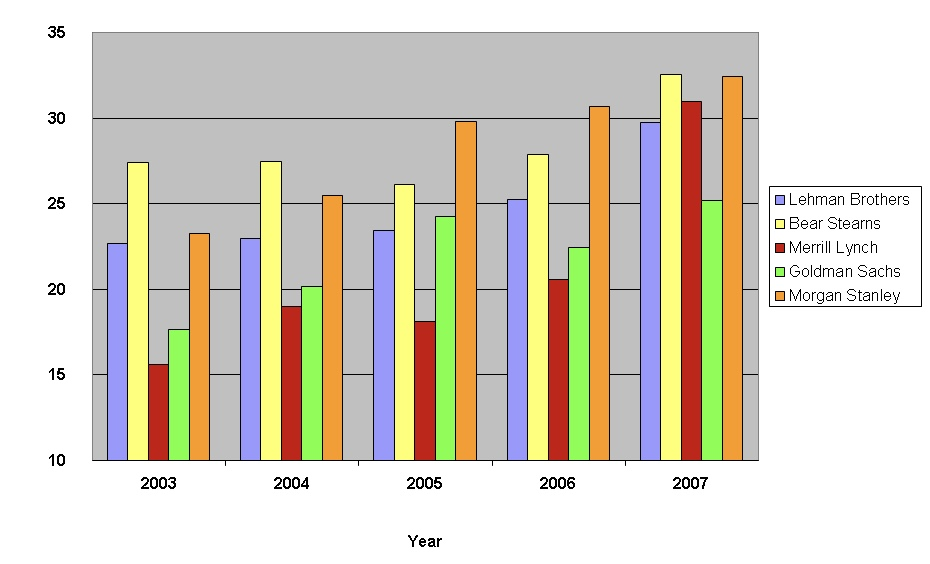 35
30
25
20
15
10
2003 2004 2005 2006 2007
Year
Lehman Brothers
Bear Stearns
Merrill Lynch
Goldman Sachs
Morgan Stanley